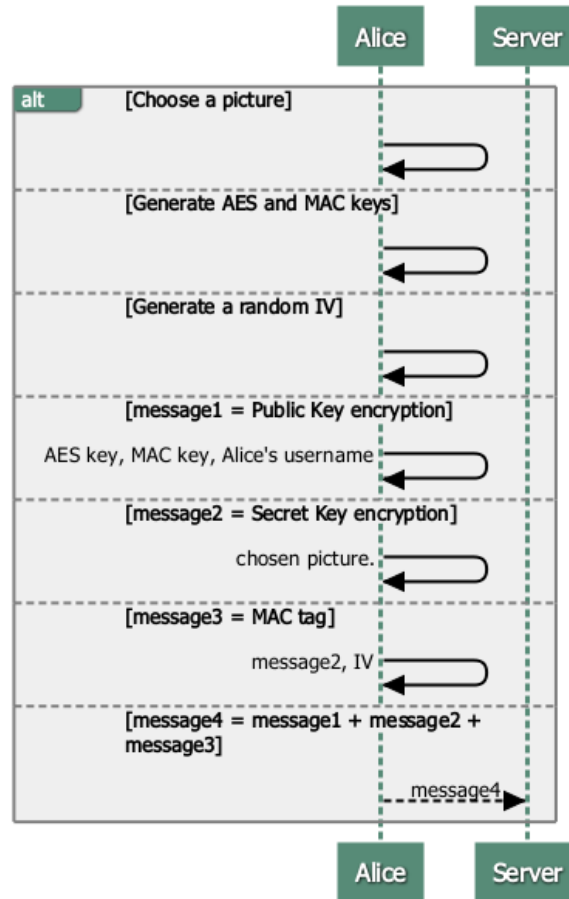 Alice Server
alt [Choose a picture]
[Generate AES and MAC keys]
[Generate a random IV]
[message1 = Public Key encryption]
AES key, MAC key, Alice's username
[message2 = Secret Key encryption]
chosen picture.
[message3 = MAC tag]
message2, IV
[message4 = message1 + message2 +
message3]
message4
Alice Server